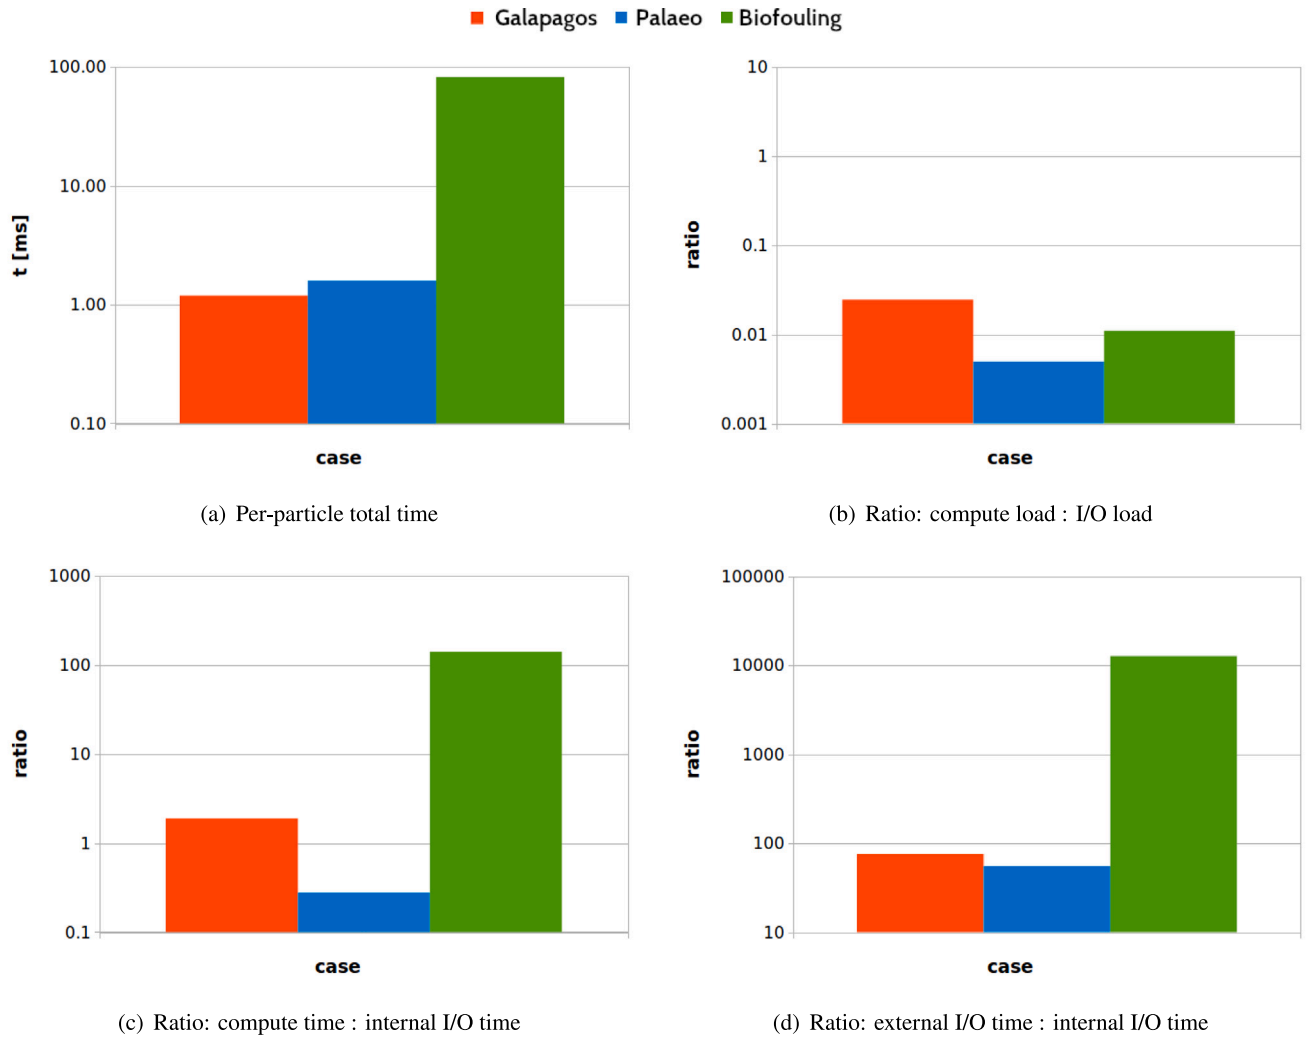 Galapagos Palaeo Biofouling
100.00
10.00
1.00
0.10
t [ms]
case
(a) Per-particle total time
10
1
0.1
0.01
0.001
ratio
case
(b) Ratio: compute load : I/O load
1000
100
10
1
0.1
ratio
case
(c) Ratio: compute time : internal I/O time
100000
10000
1000
100
10
ratio
case
(d) Ratio: external I/O time : internal I/O time